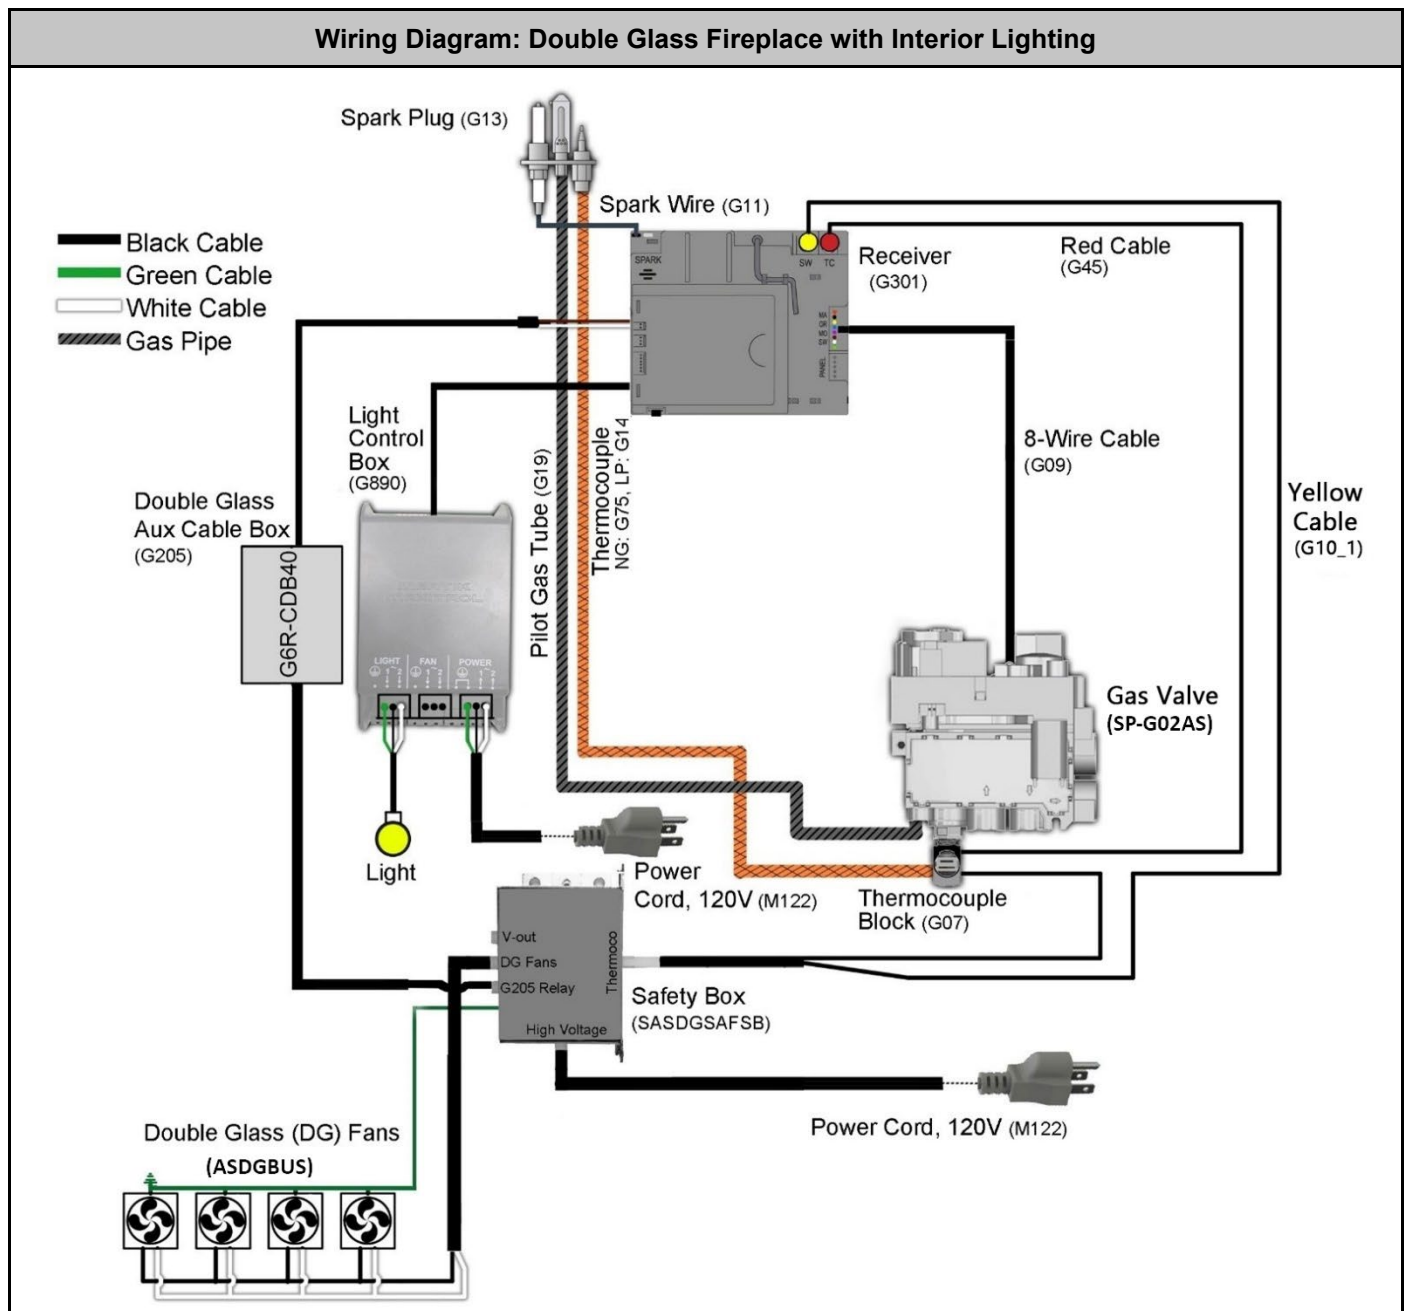 Wiring Diagram: Double Glass Fireplace with Interior Lighting
Spark Plug (G13)
Spark Wire (G11)
Black Cable
Green Cable
White Cable
Gas Pipe
SPARK
SW TC
Receiver
(G301)
Red Cable
(G45)
MA
OR
MO
SW
PANEL
Light
Control
Box
(G890)
8-Wire Cable
(G09)
Yellow
Cable
(G10_1)
Double Glass
Aux Cable Box
(G205)
G6R-CDB40
Pilot Gas Tube (G19)
Thermocouple
NG: G75, LP: G14
LIGHT FAN POWER
Gas Valve
(SP-G02AS)
Light
Power
Cord, 120V (M122)
Thermocouple
Block (G07)
V-out
DG Fans
G205 Relay
Thermoco
High Voltage
Safety Box
(SASDGSAFSB)
Power Cord, 120V (M122)
Double Glass (DG) Fans
(ASDGBUS)